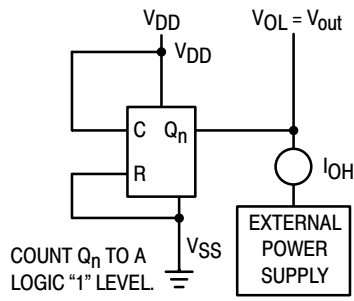 VDD
VOL = Vout
VDD
C Qn
R
IOH
VSS
EXTERNAL
POWER
SUPPLY
COUNT Qn TO A
LOGIC “1” LEVEL.